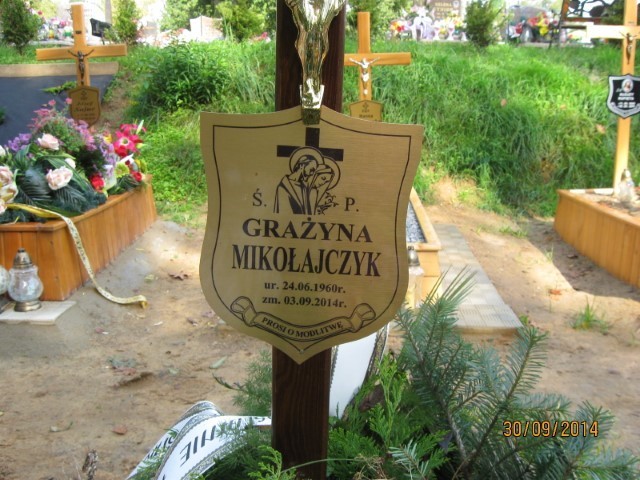 Ś. P.
GRAŻYNA
MIKOŁAJCZYK
ur. 24.06.1960r.
zm. 03.09.2014r.
PROSI O MODLITWĘ
30/09/2014